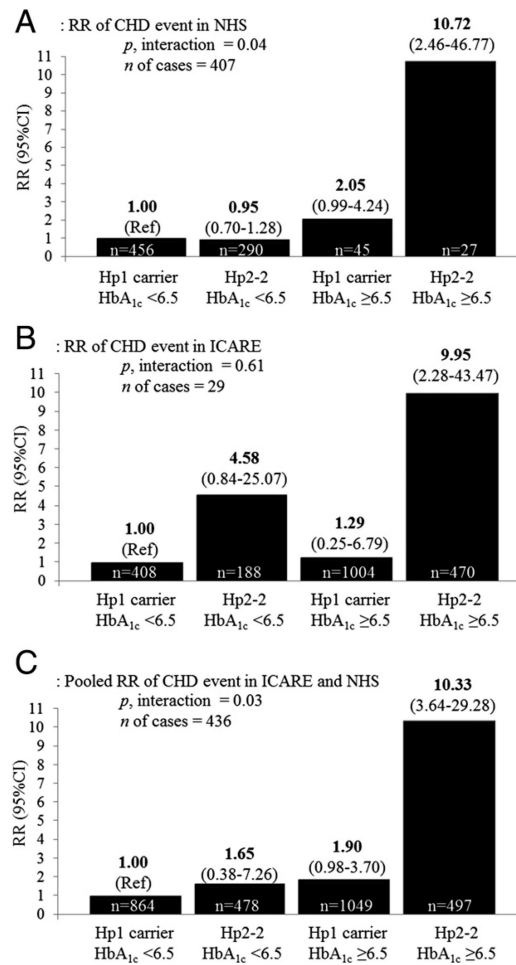 A
: RR of CHD event in NHS
p, interaction = 0.04
n of cases = 407
10.72
(2.46-46.77)
RR (95%CI)
11
10
9
8
7
6
5
4
3
2
1
0
1.00
(Ref)
0.95
(0.70-1.28)
2.05
(0.99-4.24)
n=456
n=290
n=45
n=27
Hp1 carrier
HbA1c <6.5
Hp2-2
HbA1c <6.5
Hp1 carrier
HbA1c ≥6.5
Hp2-2
HbA1c ≥6.5
B
: RR of CHD event in ICARE
p, interaction = 0.61
n of cases = 29
9.95
(2.28-43.47)
RR (95%CI)
11
10
9
8
7
6
5
4
3
2
1
0
1.00
(Ref)
4.58
(0.84-25.07)
1.29
(0.25-6.79)
n=408
n=188
n=1004
n=470
Hp1 carrier
HbA1c <6.5
Hp2-2
HbA1c <6.5
Hp1 carrier
HbA1c ≥6.5
Hp2-2
HbA1c ≥6.5
C
: Pooled RR of CHD event in ICARE and NHS
p, interaction = 0.03
n of cases = 436
10.33
(3.64-29.28)
RR (95%CI)
11
10
9
8
7
6
5
4
3
2
1
0
1.00
(Ref)
1.65
(0.38-7.26)
1.90
(0.98-3.70)
n=864
n=478
n=1049
n=497
Hp1 carrier
HbA1c <6.5
Hp2-2
HbA1c <6.5
Hp1 carrier
HbA1c ≥6.5
Hp2-2
HbA1c ≥6.5